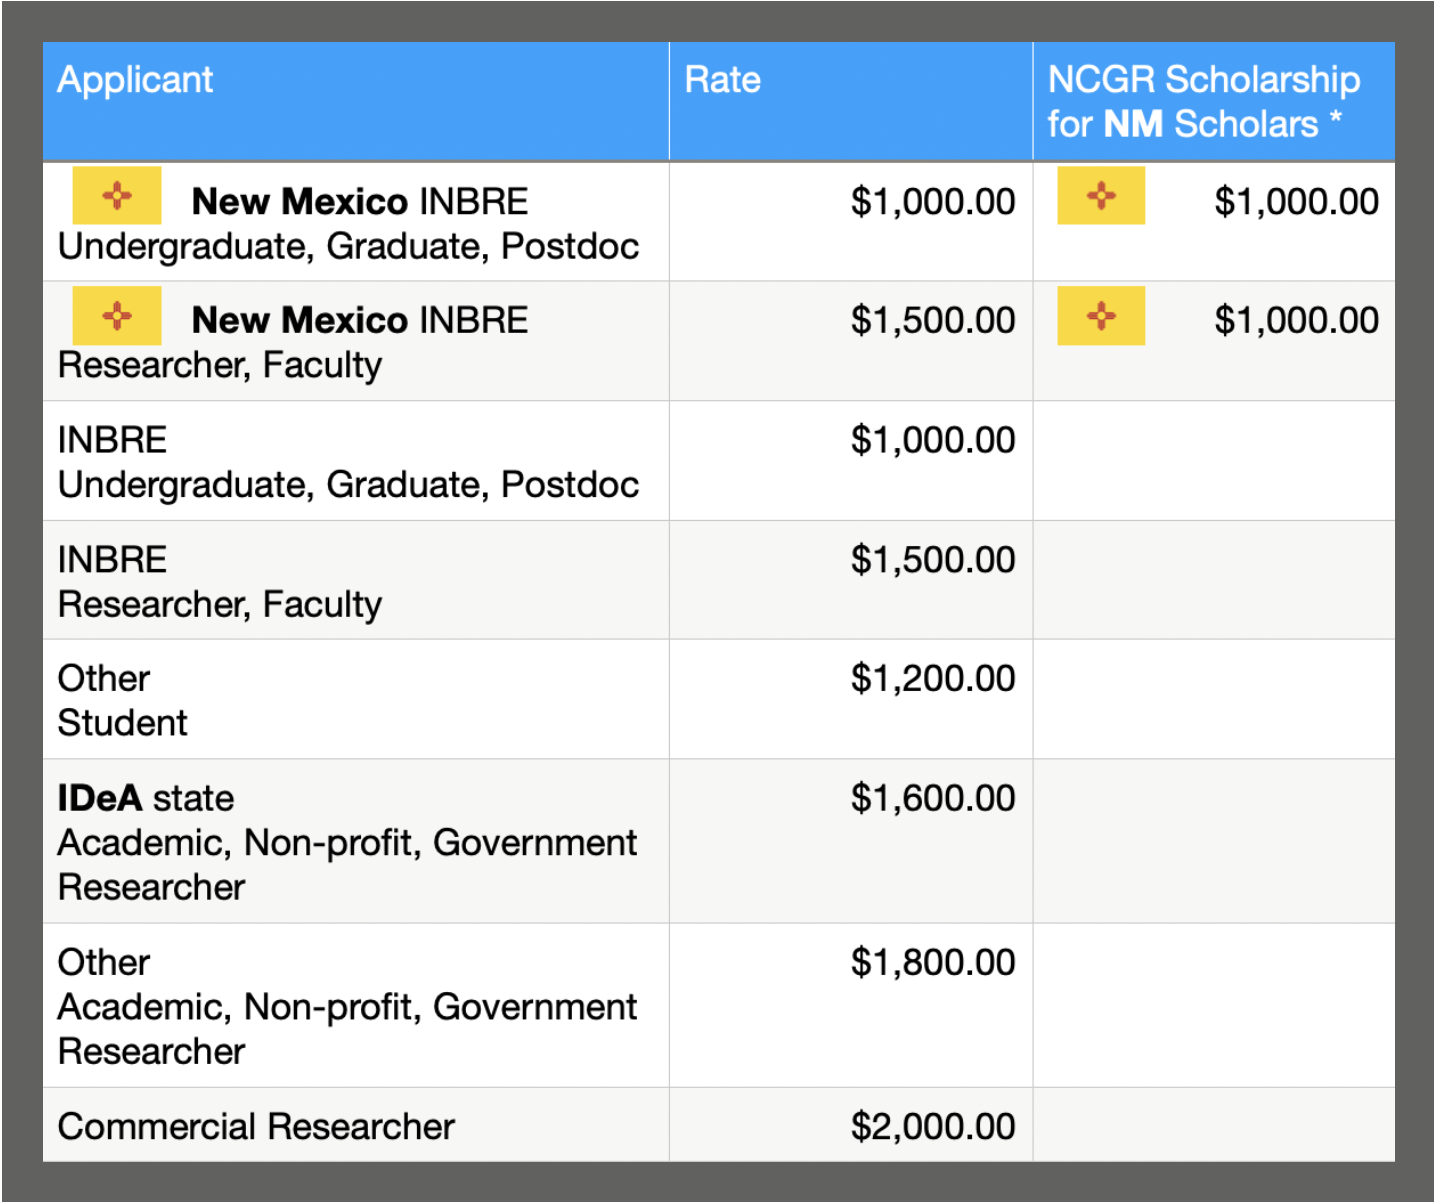 Applicant
Rate
NCGR Scholarship
for NM Scholars *
New Mexico INBRE
Undergraduate, Graduate, Postdoc
$1,000.00
$1,000.00
New Mexico INBRE
Researcher, Faculty
$1,500.00
$1,000.00
INBRE
Undergraduate, Graduate, Postdoc
$1,000.00
INBRE
Researcher, Faculty
$1,500.00
Other
Student
$1,200.00
IDeA state
Academic, Non-profit, Government
Researcher
$1,600.00
Other
Academic, Non-profit, Government
Researcher
$1,800.00
Commercial Researcher
$2,000.00